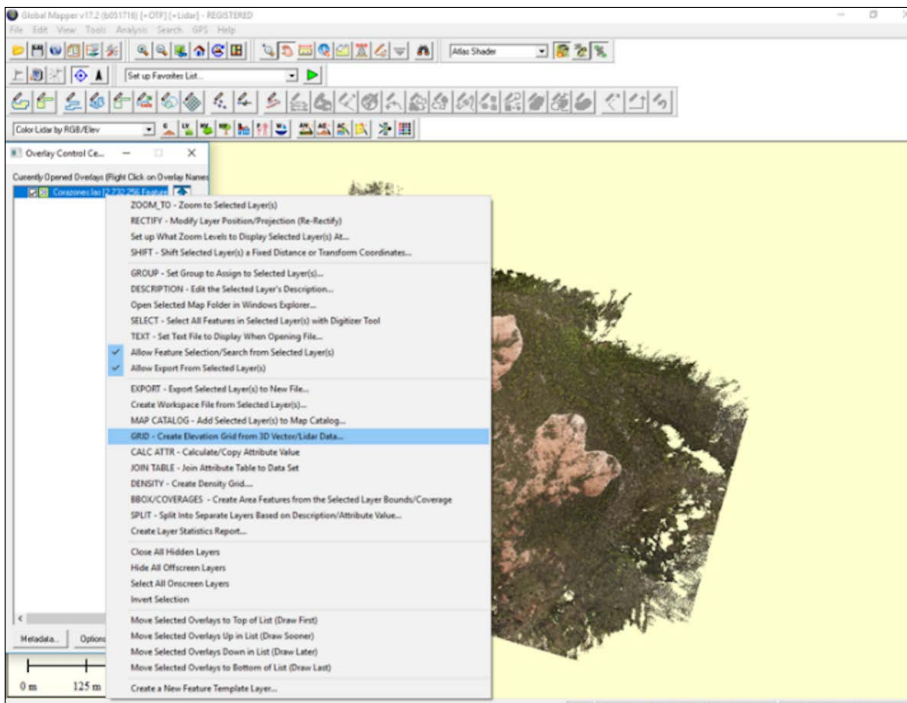 Global Mapper v17.2 (b051716) [+OTF] [+Lidar] - REGISTERED
File Edit View Tools Analysis Search GPS Help
Atlas Shader
Set up Favorites List...
Color Lidar by RGB/Elev
Overlay Control Ce...
Currently Opened Overlays (Right Click on Overlay Names
Corazones.las [2,732,256 Feature
ZOOM_TO - Zoom to Selected Layer(s)
RECTIFY - Modify Layer Position/Projection (Re-Rectify)
Set up What Zoom Levels to Display Selected Layer(s) At...
SHIFT - Shift Selected Layer(s) a Fixed Distance or Transform Coordinates...
GROUP - Set Group to Assign to Selected Layer(s)...
DESCRIPTION - Edit the Selected Layer's Description...
Open Selected Map Folder in Windows Explorer...
SELECT - Select All Features in Selected Layer(s) with Digitizer Tool
TEXT - Set Text File to Display When Opening File...
Allow Feature Selection/Search from Selected Layer(s)
Allow Export From Selected Layer(s)
EXPORT - Export Selected Layer(s) to New File...
Create Workspace File from Selected Layer(s)...
MAP CATALOG - Add Selected Layer(s) to Map Catalog...
GRID - Create Elevation Grid from 3D Vector/Lidar Data...
CALC ATTR - Calculate/Copy Attribute Value
JOIN TABLE - Join Attribute Table to Data Set
DENSITY - Create Density Grid....
BBOX/COVERAGES - Create Area Features from the Selected Layer Bounds/Coverage
SPLIT - Split Into Separate Layers Based on Description/Attribute Value...
Create Layer Statistics Report...
Close All Hidden Layers
Hide All Offscreen Layers
Select All Onscreen Layers
Invert Selection
Move Selected Overlays to Top of List (Draw First)
Metadata... Options
Move Selected Overlays Up in List (Draw Sooner)
Move Selected Overlays Down in List (Draw Later)
Move Selected Overlays to Bottom of List (Draw Last)
0 m 125 m
Create a New Feature Template Layer...